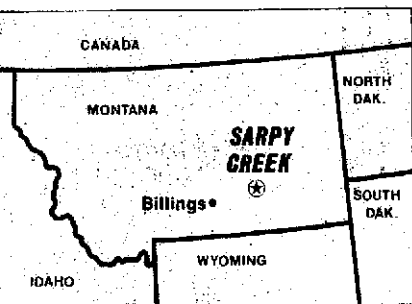 CANADA
NORTH
DAK.
MONTANA
SARPY
CREEK
Billings
SOUTH
DAK.
WYOMING
IDAHO